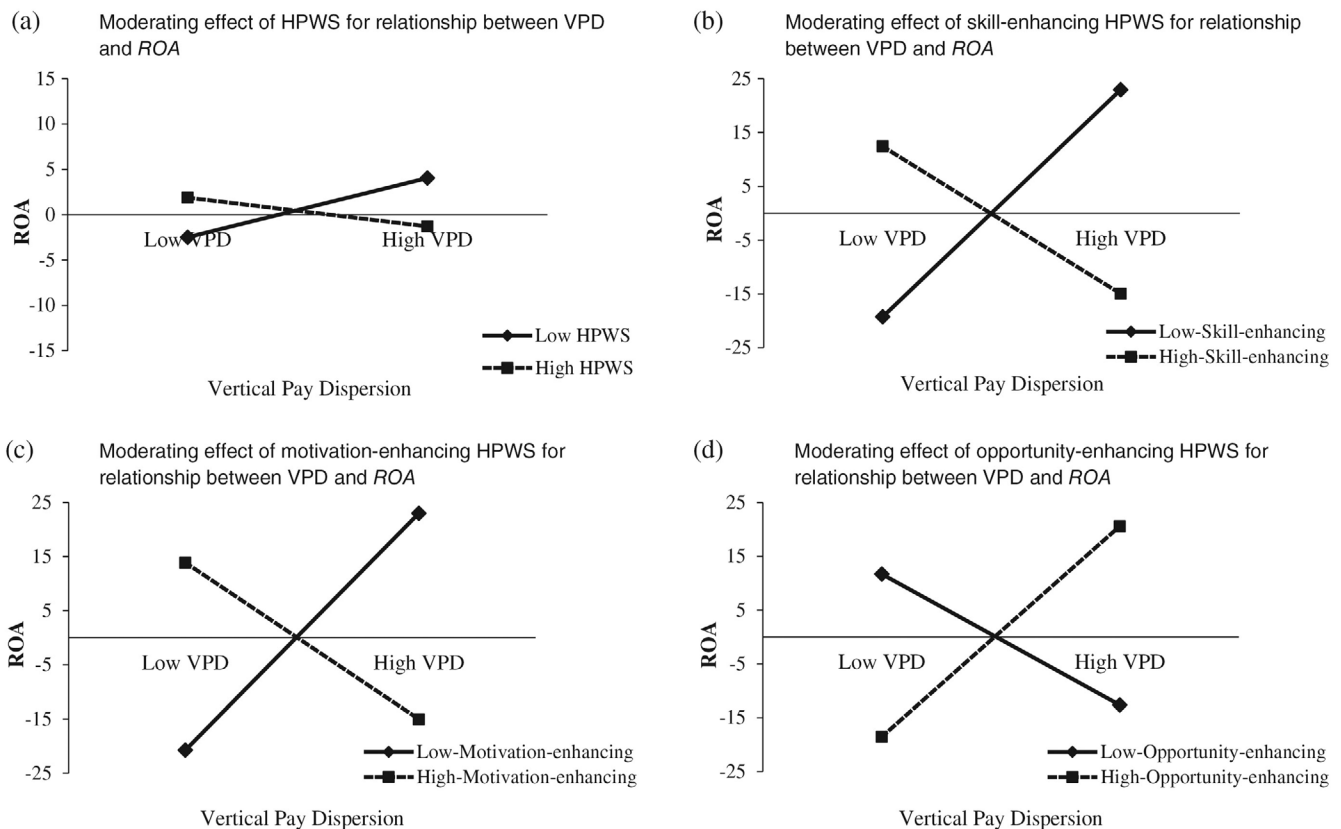 (a)
Moderating effect of HPWS for relationship between VPD
and ROA
15
10
5
0
-5
-10
-15
ROA
Low VPD
High VPD
Low HPWS
High HPWS
Vertical Pay Dispersion
(b)
Moderating effect of skill-enhancing HPWS for relationship
between VPD and ROA
25
15
5
-5
-15
-25
ROA
Low VPD
High VPD
Low-Skill-enhancing
High-Skill-enhancing
Vertical Pay Dispersion
(c)
Moderating effect of motivation-enhancing HPWS for
relationship between VPD and ROA
25
15
5
-5
-15
-25
ROA
Low VPD
High VPD
Low-Motivation-enhancing
High-Motivation-enhancing
Vertical Pay Dispersion
(d)
Moderating effect of opportunity-enhancing HPWS for
relationship between VPD and ROA
25
15
5
-5
-15
-25
ROA
Low VPD
High VPD
Low-Opportunity-enhancing
High-Opportunity-enhancing
Vertical Pay Dispersion